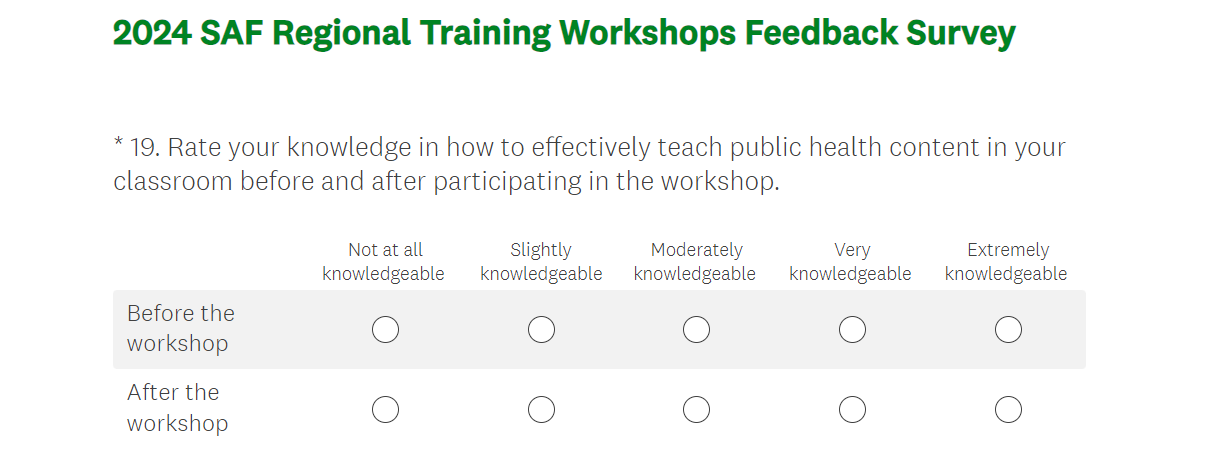 2024 SAF Regional Training Workshops Feedback Survey
* 19. Rate your knowledge in how to effectively teach public health content in your
classroom before and after participating in the workshop.
Not at all Slightly Moderately Very Extremely
knowledgeable knowledgeable knowledgeable knowledgeable knowledgeable
Before the
workshop
After the
workshop